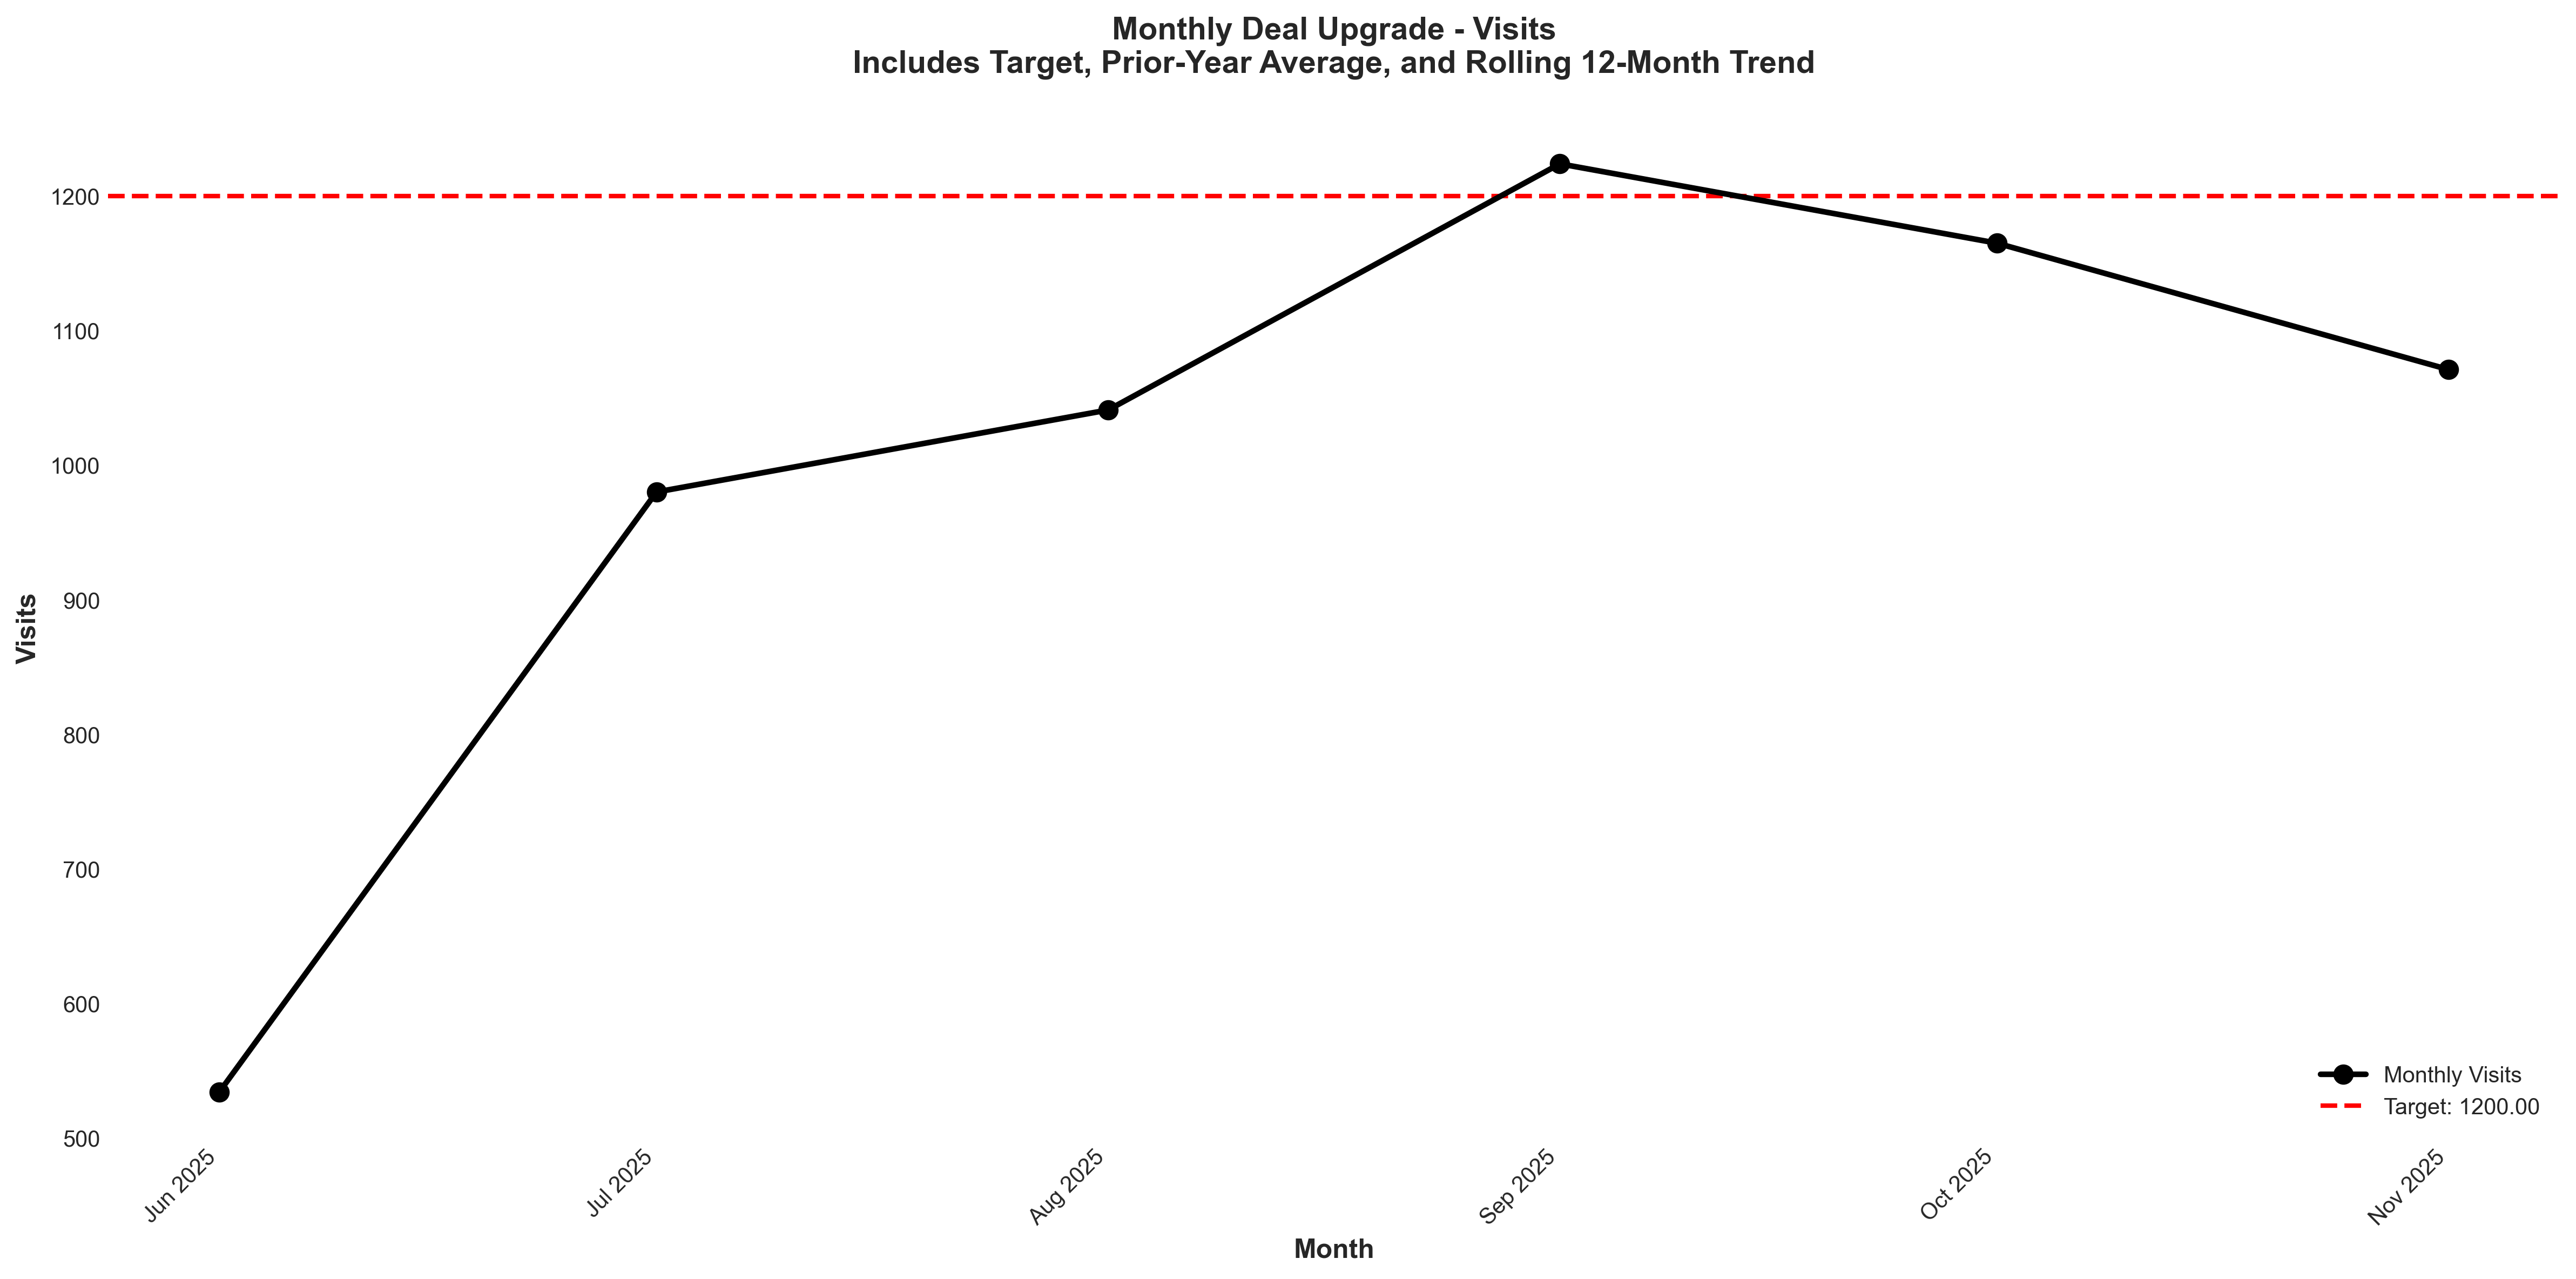 Monthly Deal Upgrade - Visits
Includes Target, Prior-Year Average, and Rolling 12-Month Trend
1200
1100
1000
900
800
700
600
500
Visits
Jun 2025
Jul 2025
Aug 2025
Sep 2025
Oct 2025
Nov 2025
Month
Monthly Visits
Target: 1200.00